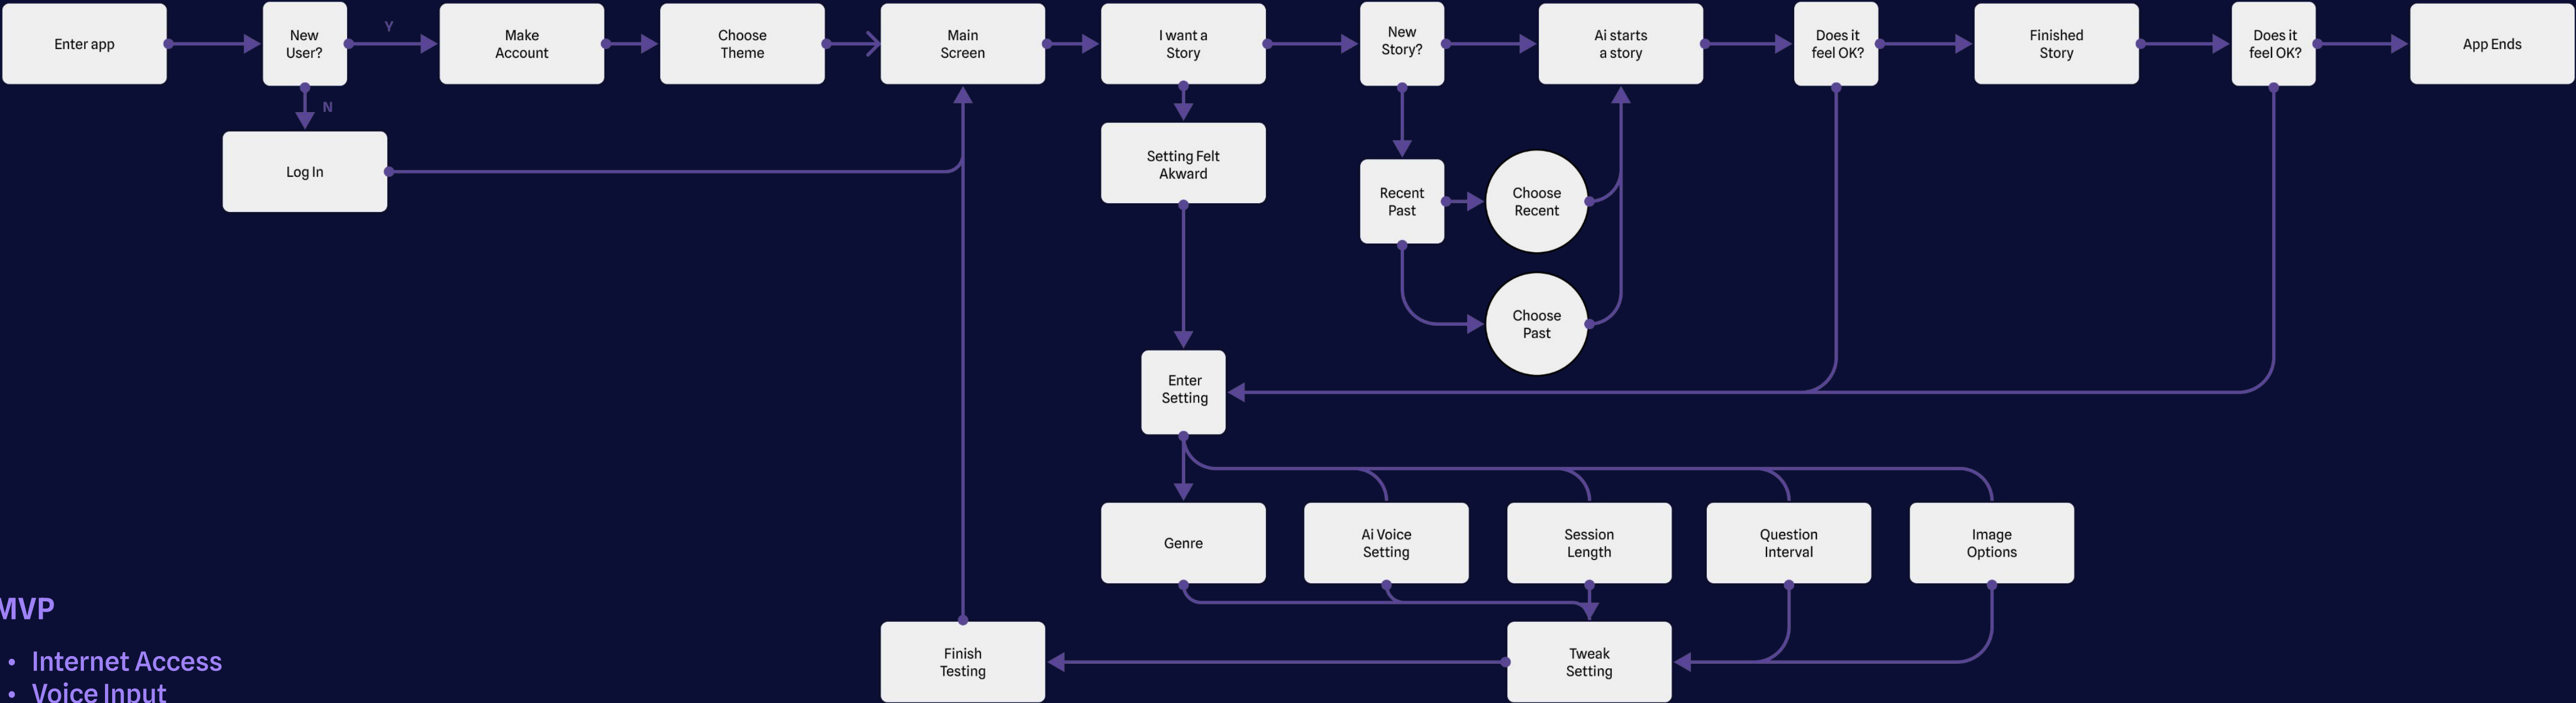 Enter app
New
User?
Y
N
Log In
Make
Account
Choose
Theme
Main
Screen
I want a
Story
Setting Felt
Akward
New
Story?
Recent
Past
Choose
Recent
Choose
Past
Ai starts
a story
Does it
feel OK?
Finished
Story
Does it
feel OK?
App Ends
Enter
Setting
Genre
Ai Voice
Setting
Session
Length
Question
Interval
Image
Options
Tweak
Setting
Finish
Testing
MVP
• Internet Access
• Voice Input